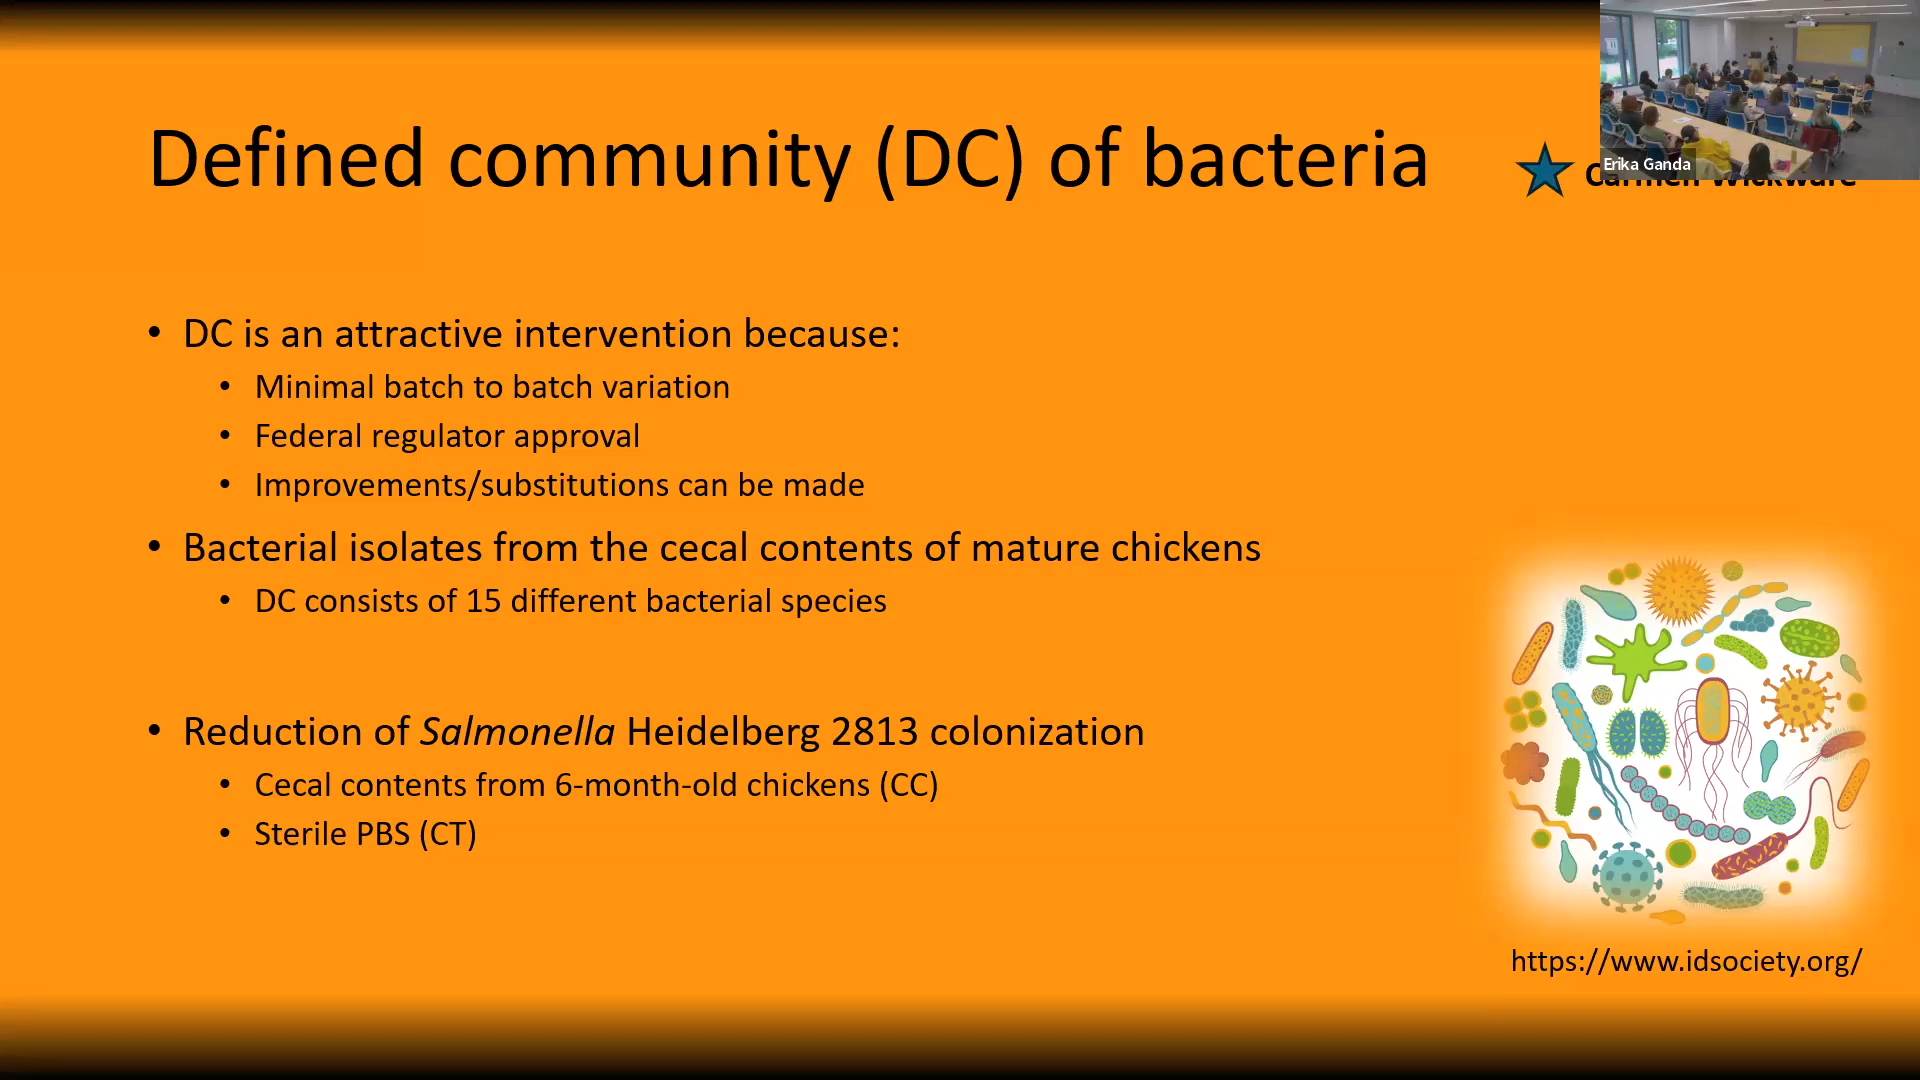 Defined community (DC) of bacteria
Erika Ganda
Carmen Wickware
• DC is an attractive intervention because:
• Minimal batch to batch variation
• Federal regulator approval
• Improvements/substitutions can be made
• Bacterial isolates from the cecal contents of mature chickens
• DC consists of 15 different bacterial species
• Reduction of Salmonella Heidelberg 2813 colonization
• Cecal contents from 6-month-old chickens (CC)
• Sterile PBS (CT)
https://www.idsociety.org/